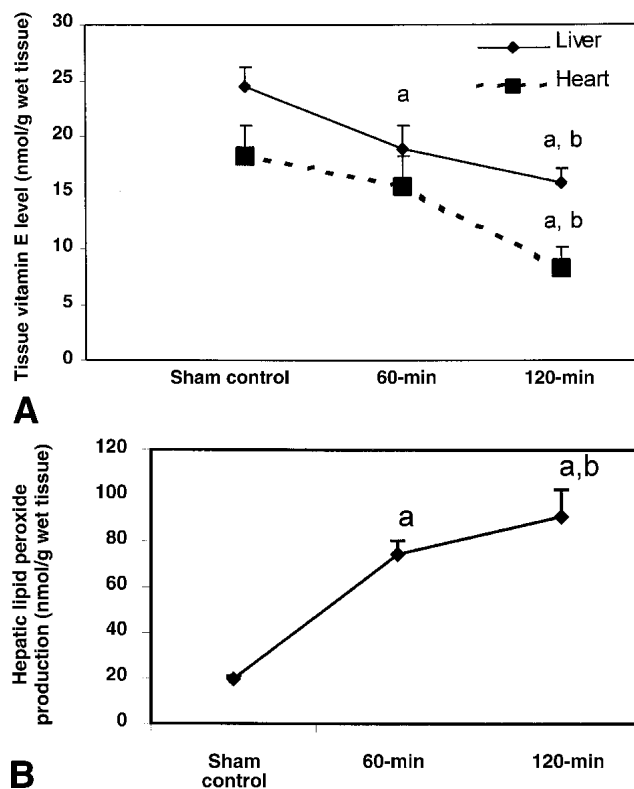 Tissue vitamin E level (nmol/g wet tissue)
30
25
20
15
10
5
0
Liver
Heart
a
a, b
a, b
Sham control 60-min 120-min
A
Hepatic lipid peroxide
production (nmol/g wet tissue)
120
100
80
60
40
20
0
a
a,b
Sham
control
60-min
120-min
B